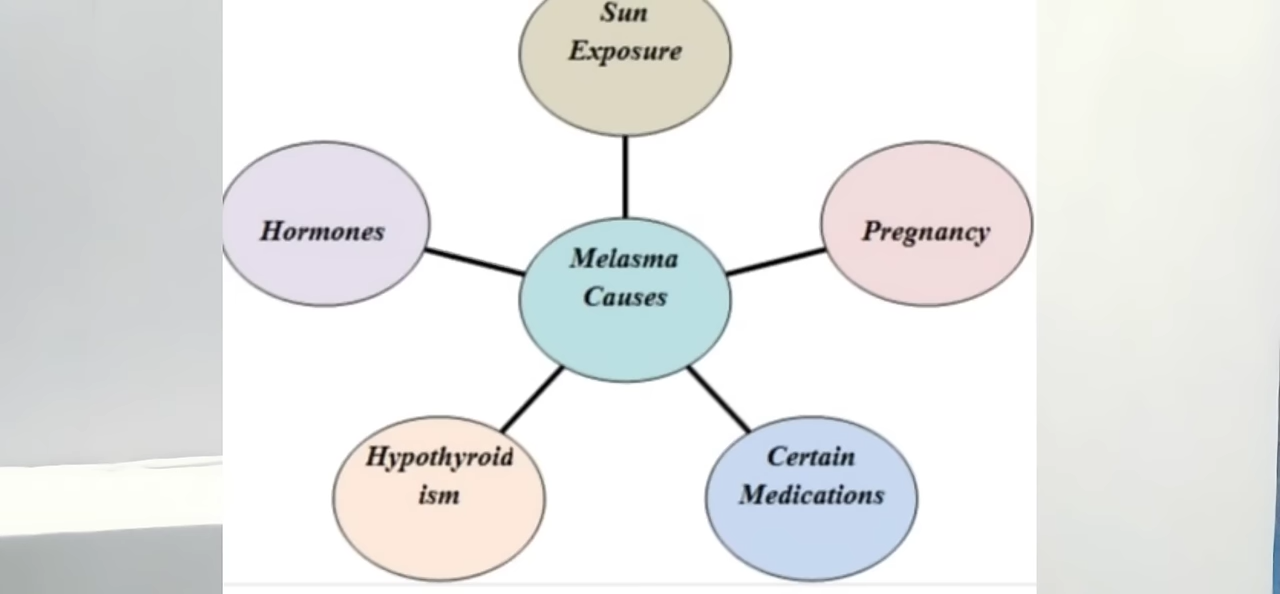 Sun
Exposure
Hormones
Pregnancy
Melasma
Causes
Hypothyroid
ism
Certain
Medications